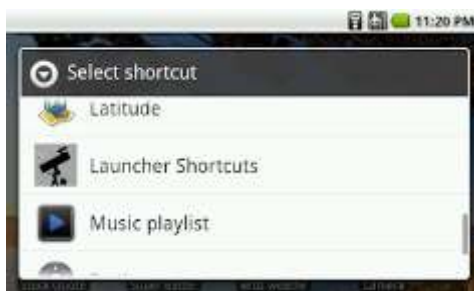 11:20 PM
Select shortcut
Latitude
Launcher Shortcuts
Music playlist